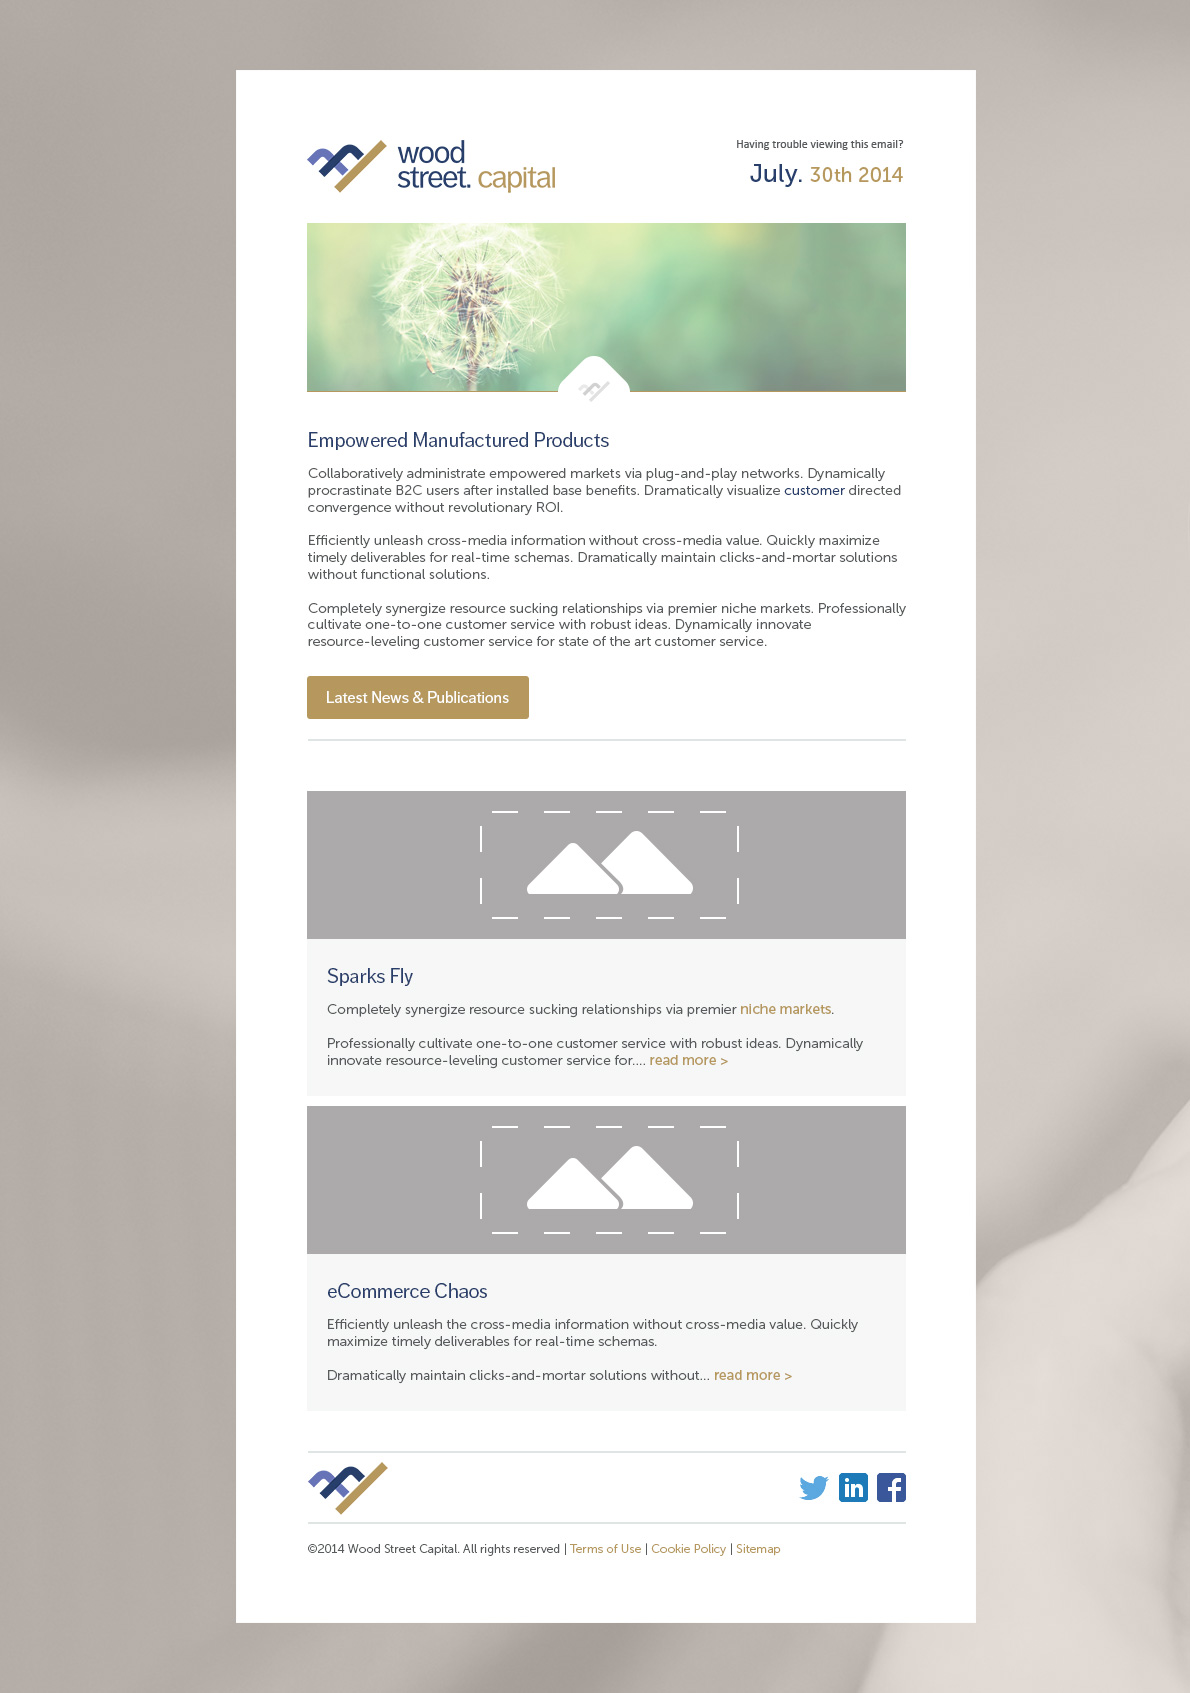 wood
street. capital
Having trouble viewing this email?
July. 30th 2014
Empowered Manufactured Products
Collaboratively administrate empowered markets via plug-and-play networks. Dynamically
procrastinate B2C users after installed base benefits. Dramatically visualize customer directed
convergence without revolutionary ROI.
Efficiently unleash cross-media information without cross-media value. Quickly maximize
timely deliverables for real-time schemas. Dramatically maintain clicks-and-mortar solutions
without functional solutions.
Completely synergize resource sucking relationships via premier niche markets. Professionally
cultivate one-to-one customer service with robust ideas. Dynamically innovate
resource-leveling customer service for state of the art customer service.
Latest News & Publications
Sparks Fly
Completely synergize resource sucking relationships via premier niche markets.
Professionally cultivate one-to-one customer service with robust ideas. Dynamically
innovate resource-leveling customer service for.... read more >
eCommerce Chaos
Efficiently unleash the cross-media information without cross-media value. Quickly
maximize timely deliverables for real-time schemas.
Dramatically maintain clicks-and-mortar solutions without... read more >
in f
©2014 Wood Street Capital. All rights reserved | Terms of Use | Cookie Policy | Sitemap